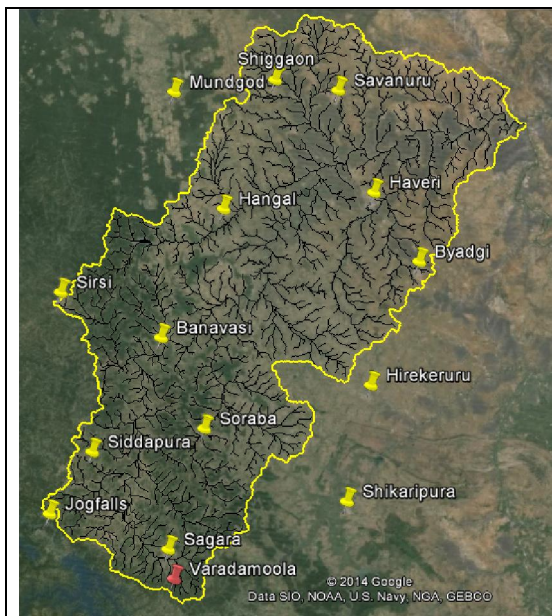 Shiggaon
Mundgod
Savanuru
Hangal
Haveri
Byadgi
Sirsi
Banavasi
Hirekeruru
Soraba
Siddapura
Shikaripura
Jogfalls
Sagara
Varadamoola
© 2014 Google
Data SIO, NOAA, U.S. Navy, NGA, GEBCO